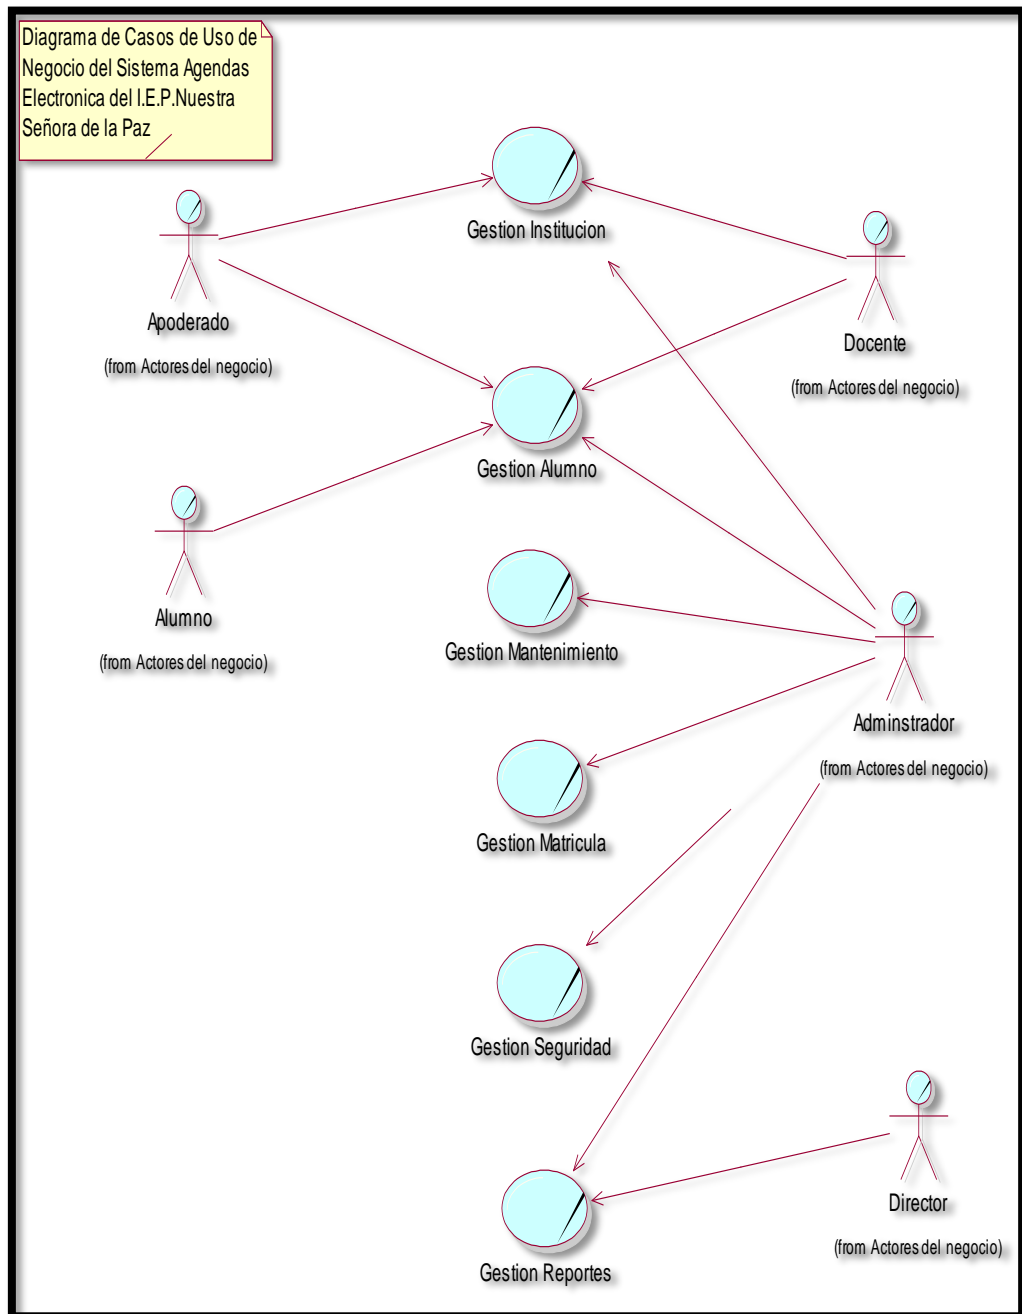 Diagrama de Casos de Uso de
Negocio del Sistema Agendas
Electronica del I.E.P.Nuestra
Señora de la Paz
Gestion Institucion
Apoderado
(from Actores del negocio)
Docente
(from Actores del negocio)
Gestion Alumno
Alumno
(from Actores del negocio)
Gestion Mantenimiento
Adminstrador
(from Actores del negocio)
Gestion Matricula
Gestion Seguridad
Director
(from Actores del negocio)
Gestion Reportes